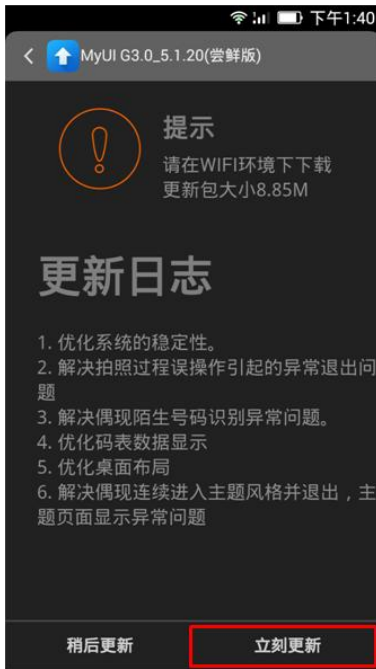 下午1:40
MyUI G3.0_5.1.20(尝鲜版)
提示
请在WIFI环境下下载
更新包大小8.85M
更新日志
1. 优化系统的稳定性。
2. 解决拍照过程误操作引起的异常退出问
题
3. 解决偶现陌生号码识别异常问题。
4. 优化码表数据显示
5. 优化桌面布局
6. 解决偶现连续进入主题风格并退出，主
题页面显示异常问题
稍后更新 立刻更新